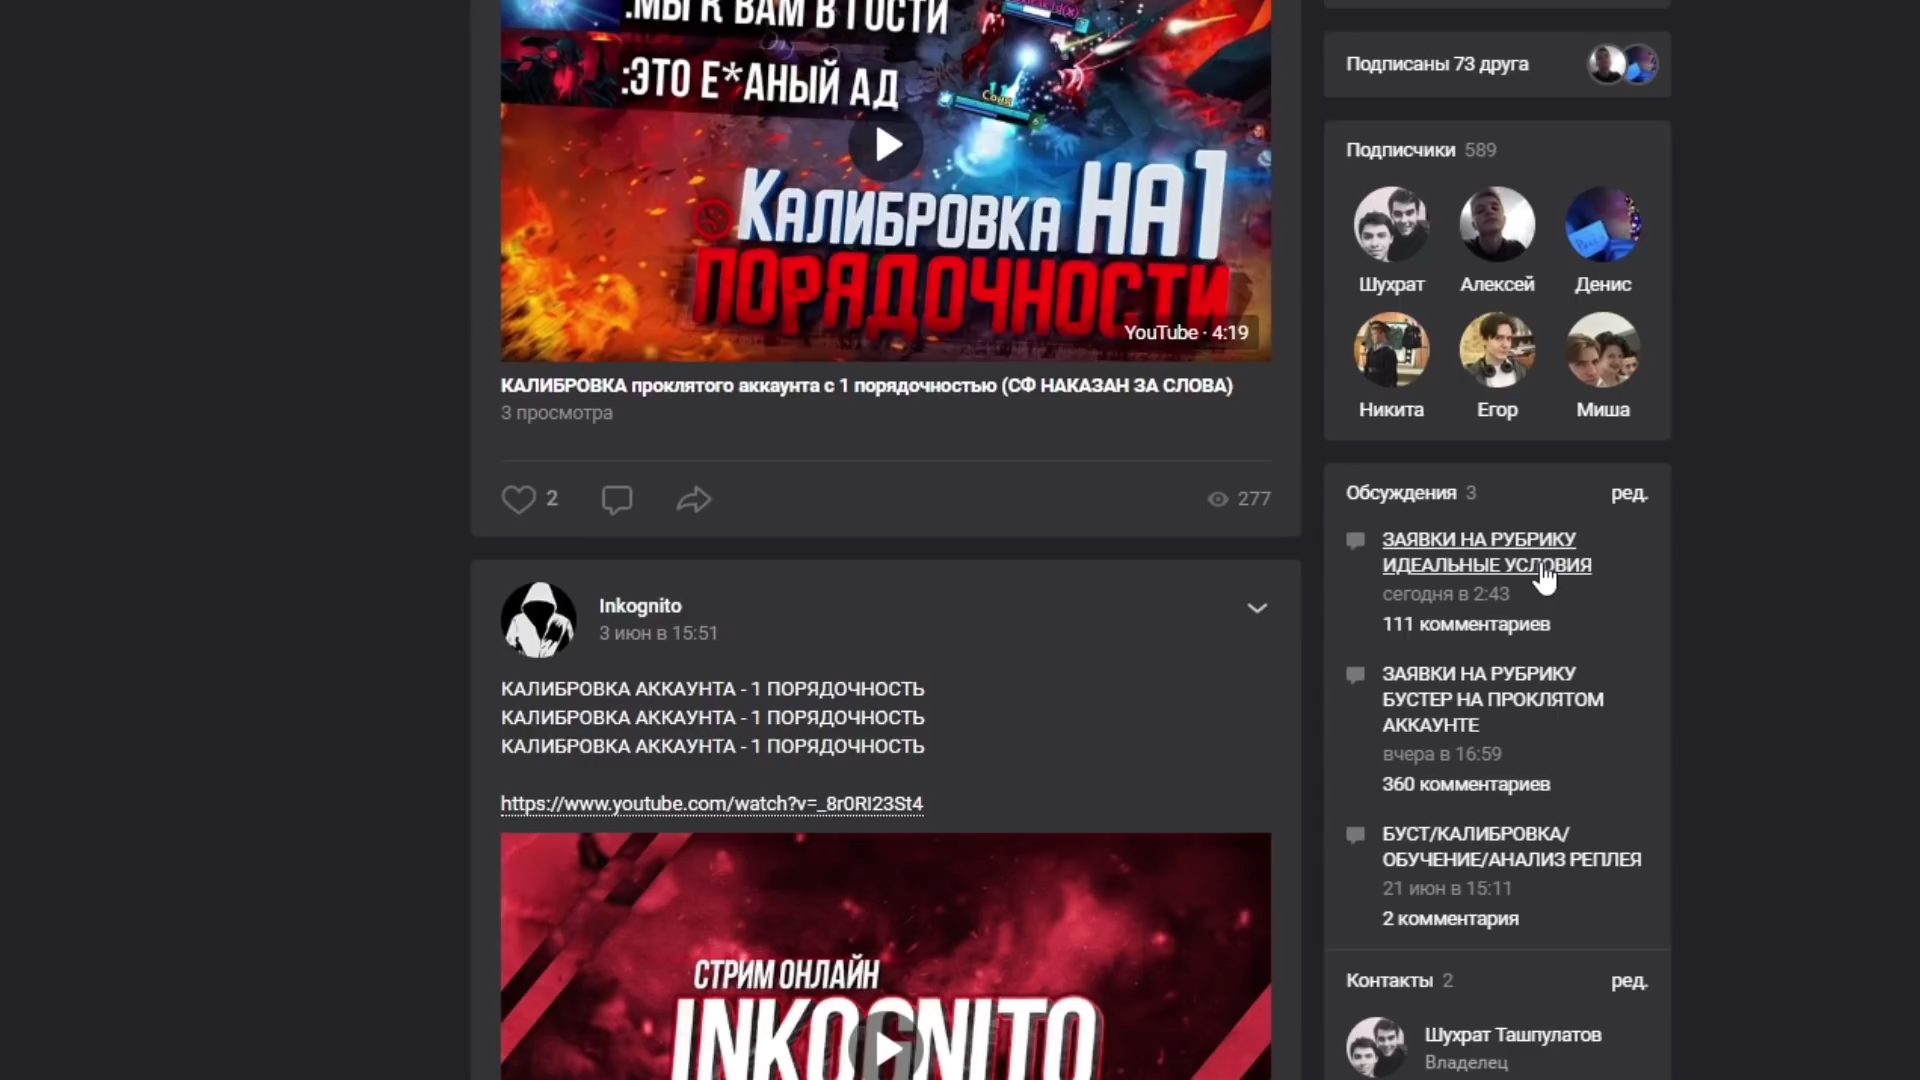 :МЫ К ВАМ В ГОСТИ
:ЭТО Е*АНЫЙ АД
Соня
КАЛИБРОВКА НА 1
ПОРЯДОЧНОСТИ
YouTube · 4:19
КАЛИБРОВКА проклятого аккаунта с 1 порядочностью (СФ НАКАЗАН ЗА СЛОВА)
3 просмотра
2
277
Inkognito
3 июн в 15:51
КАЛИБРОВКА АККАУНТА - 1 ПОРЯДОЧНОСТЬ
КАЛИБРОВКА АККАУНТА - 1 ПОРЯДОЧНОСТЬ
КАЛИБРОВКА АККАУНТА - 1 ПОРЯДОЧНОСТЬ
https://www.youtube.com/watch?v=_8r0RI23St4
СТРИМ ОНЛАЙН
INKOGNITO
Подписаны 73 друга
Подписчики 589
Шухрат Алексей Денис
Никита Егор Миша
Обсуждения 3 ред.
ЗАЯВКИ НА РУБРИКУ
ИДЕАЛЬНЫЕ УСЛОВИЯ
сегодня в 2:43
111 комментариев
ЗАЯВКИ НА РУБРИКУ
БУСТЕР НА ПРОКЛЯТОМ
АККАУНТЕ
вчера в 16:59
360 комментариев
БУСТ/КАЛИБРОВКА/
ОБУЧЕНИЕ/АНАЛИЗ РЕПЛЕЯ
21 июн в 15:11
2 комментария
Контакты 2 ред.
Шухрат Ташпулатов
Владелец